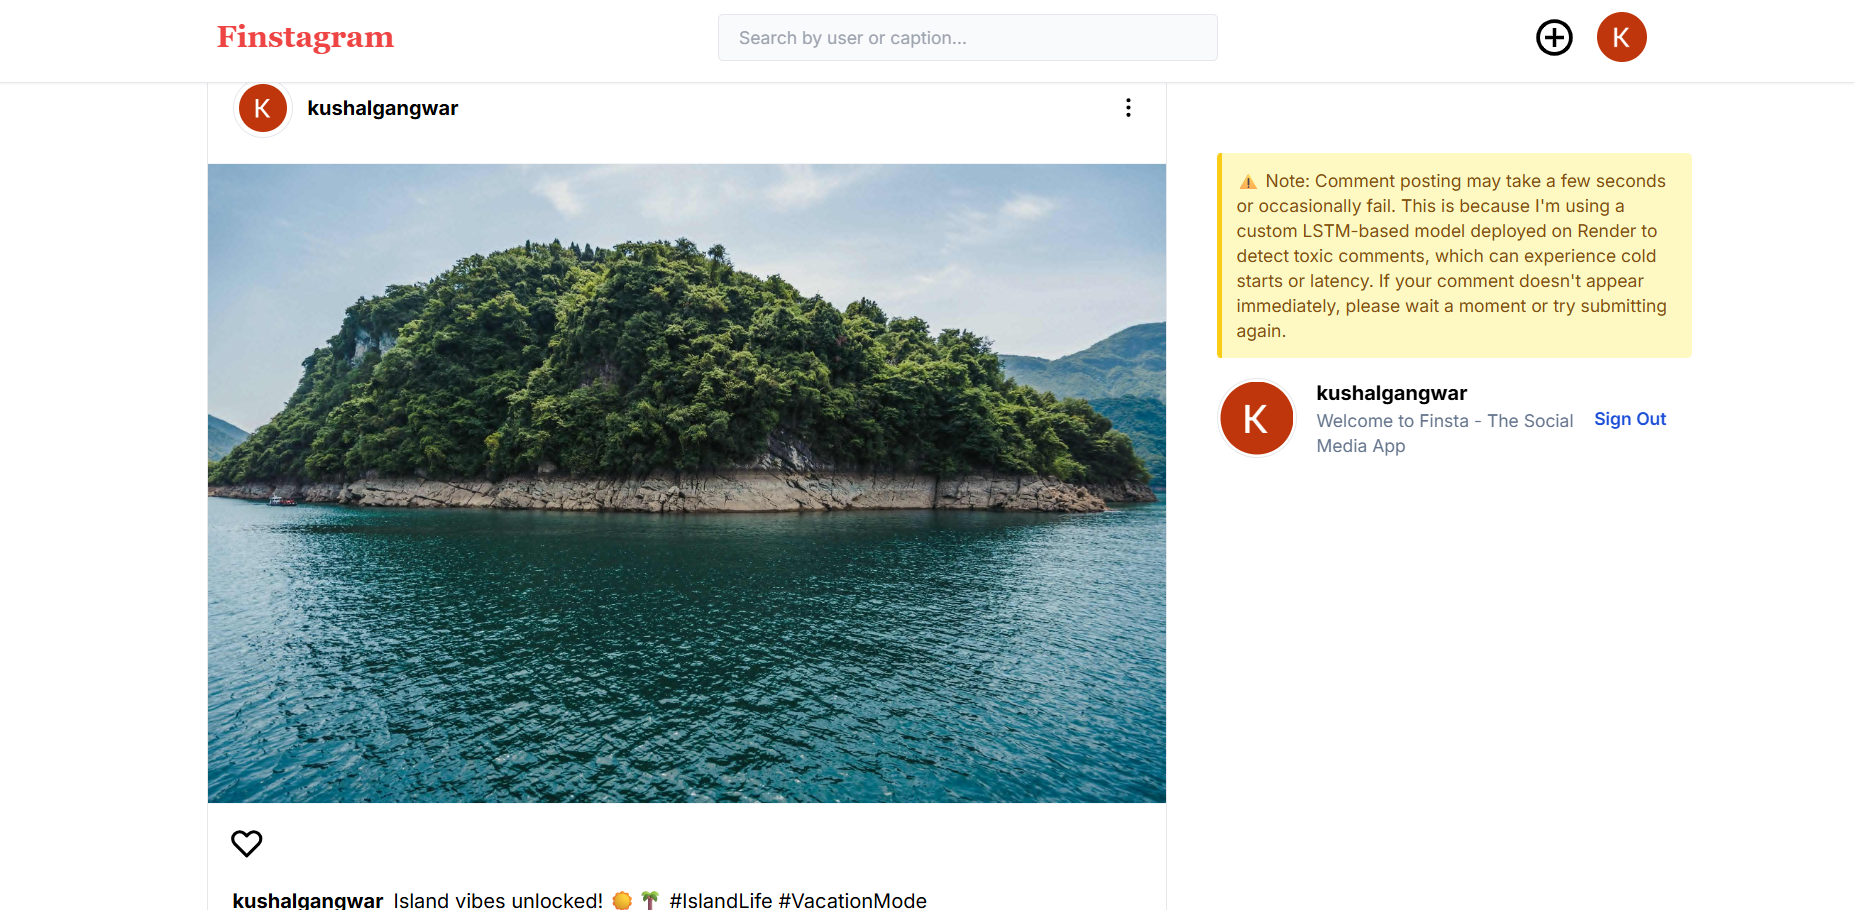 Finstagram
Search by user or caption...
K
K
kushalgangwar
⚠️ Note: Comment posting may take a few seconds
or occasionally fail. This is because I'm using a
custom LSTM-based model deployed on Render to
detect toxic comments, which can experience cold
starts or latency. If your comment doesn't appear
immediately, please wait a moment or try submitting
again.
K
kushalgangwar
Welcome to Finsta - The Social
Media App
Sign Out
kushalgangwar Island vibes unlocked! 🌞🌴 #IslandLife #VacationMode